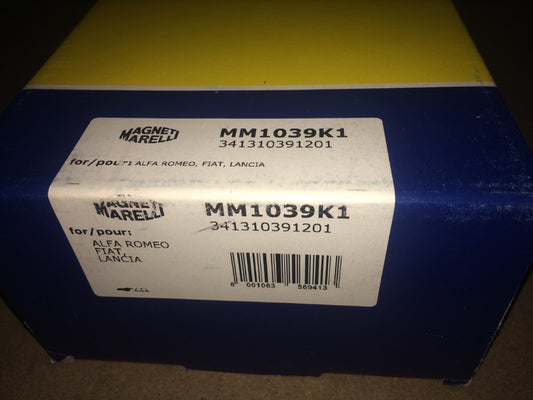 MAGNETI
MARELLI
MM1039K1
341310391201
for/pour: ALFA ROMEO, FIAT, LANCIA
MAGNETI
MARELLI
MM1039K1
341310391201
for/pour:
ALFA ROMEO
FIAT,
LANCIA
8 001063 569413